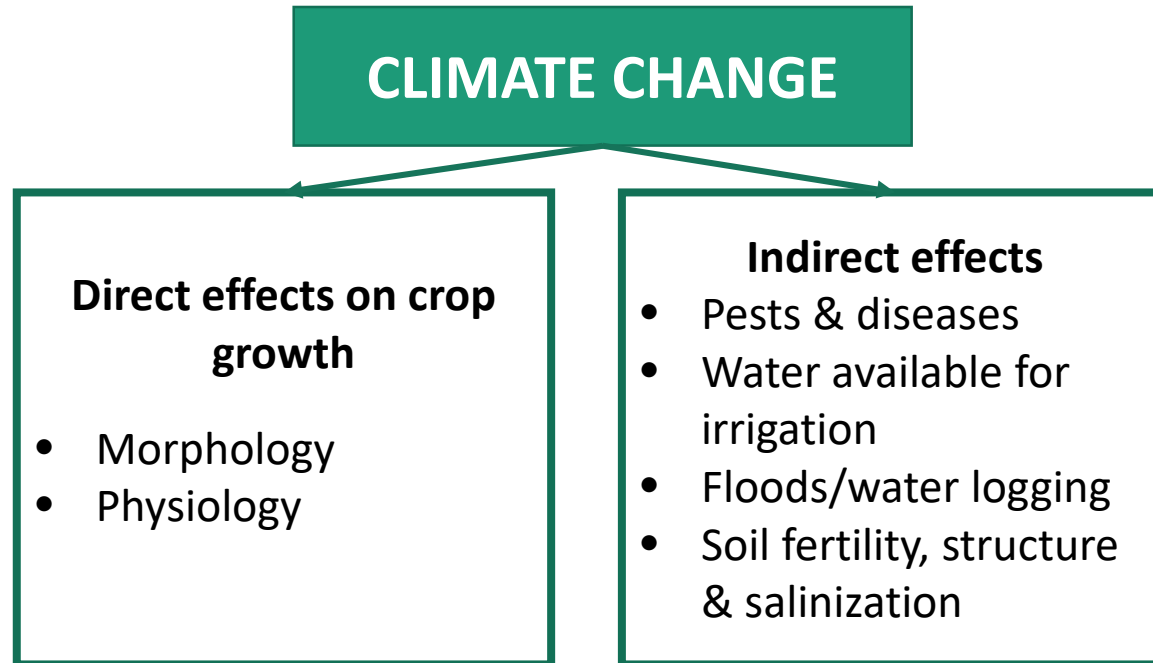 CLIMATE CHANGE
Direct effects on crop
growth
• Morphology
• Physiology
Indirect effects
• Pests & diseases
• Water available for
irrigation
• Floods/water logging
• Soil fertility, structure
& salinization